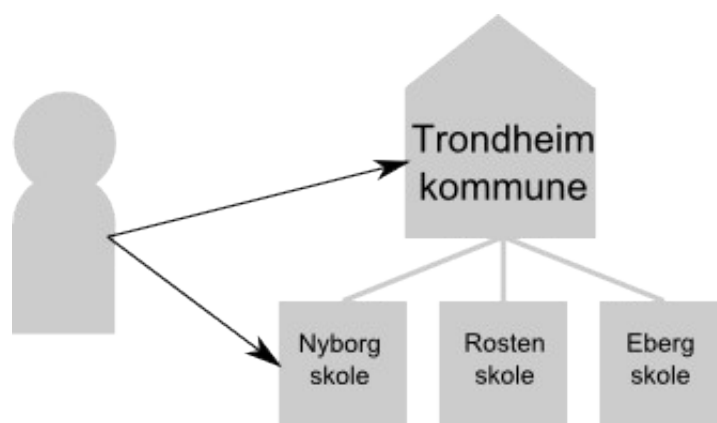 Trondheim
kommune
Nyborg
skole
Rosten
skole
Eberg
skole